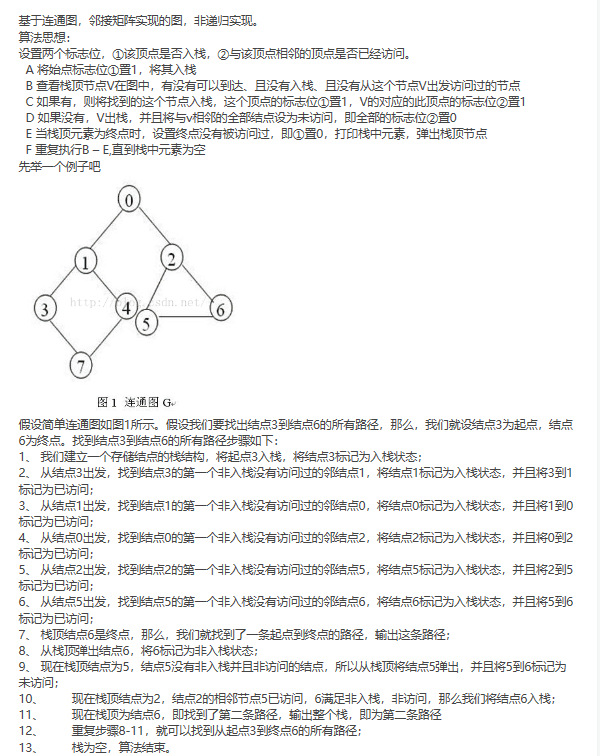 基于连通图，邻接矩阵实现的图，非递归实现。
算法思想：
设置两个标志位，①该顶点是否入栈，②与该顶点相邻的顶点是否已经访问。
A 将始点标志位①置1，将其入栈
B 查看栈顶节点V在图中，有没有可以到达、且没有入栈、且没有从这个节点V出发访问过的节点
C 如果有，则将找到的这个节点入栈，这个顶点的标志位①置1，V的对应的此顶点的标志位②置1
D 如果没有，V出栈，并且将与v相邻的全部结点设为未访问，即全部的标志位②置0
E 当栈顶元素为终点时，设置终点没有被访问过，即①置0，打印栈中元素，弹出栈顶节点
F 重复执行B – E,直到栈中元素为空
先举一个例子吧
0
1
2
3
4
5
6
7
图 1 连通图 G
假设简单连通图如图1所示。假设我们要找出结点3到结点6的所有路径，那么，我们就设结点3为起点，结点
6为终点。找到结点3到结点6的所有路径步骤如下：
1、 我们建立一个存储结点的栈结构，将起点3入栈，将结点3标记为入栈状态；
2、 从结点3出发，找到结点3的第一个非入栈没有访问过的邻结点1，将结点1标记为入栈状态，并且将3到1
标记为已访问；
3、 从结点1出发，找到结点1的第一个非入栈没有访问过的邻结点0，将结点0标记为入栈状态，并且将1到0
标记为已访问；
4、 从结点0出发，找到结点0的第一个非入栈没有访问过的邻结点2，将结点2标记为入栈状态，并且将0到2
标记为已访问；
5、 从结点2出发，找到结点2的第一个非入栈没有访问过的邻结点5，将结点5标记为入栈状态，并且将2到5
标记为已访问；
6、 从结点5出发，找到结点5的第一个非入栈没有访问过的邻结点6，将结点6标记为入栈状态，并且将5到6
标记为已访问；
7、 栈顶结点6是终点，那么，我们就找到了一条起点到终点的路径，输出这条路径；
8、 从栈顶弹出结点6，将6标记为非入栈状态；
9、 现在栈顶结点为5，结点5没有非入栈并且非访问的结点，所以从栈顶将结点5弹出，并且将5到6标记为
未访问；
10、 现在栈顶结点为2，结点2的相邻节点5已访问，6满足非入栈，非访问，那么我们将结点6入栈；
11、 现在栈顶为结点6，即找到了第二条路径，输出整个栈，即为第二条路径
12、 重复步骤8-11，就可以找到从起点3到终点6的所有路径；
13、 栈为空，算法结束。